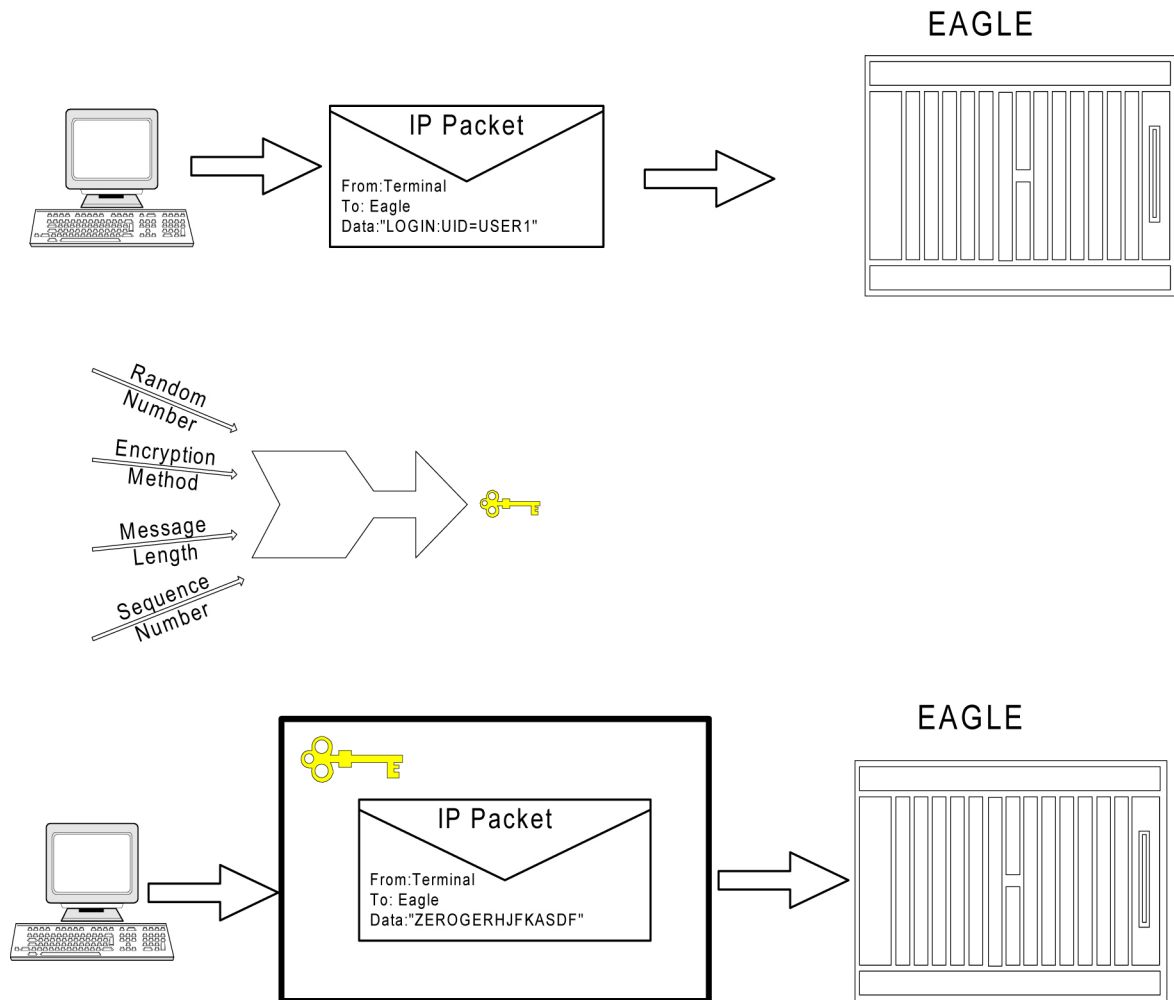 EAGLE
IP Packet
From:Terminal
To: Eagle
Data:"LOGIN:UID=USER1"
Random
Number
Encryption
Method
Message
Length
Sequence
Number
EAGLE
IP Packet
From:Terminal
To: Eagle
Data:"ZEROGERHJFKASDF"